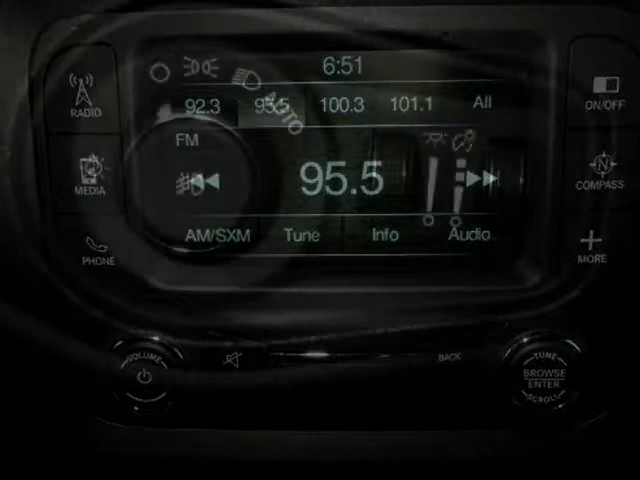 6:51
92.3 95.5 100.3 101.1 All
AUTO
FM
95.5
AM/SXM Tune Info Audio
RADIO
MEDIA
PHONE
ON/OFF
COMPASS
MORE
VOLUME
BACK
TUNE
BROWSE
ENTER
SCROLL